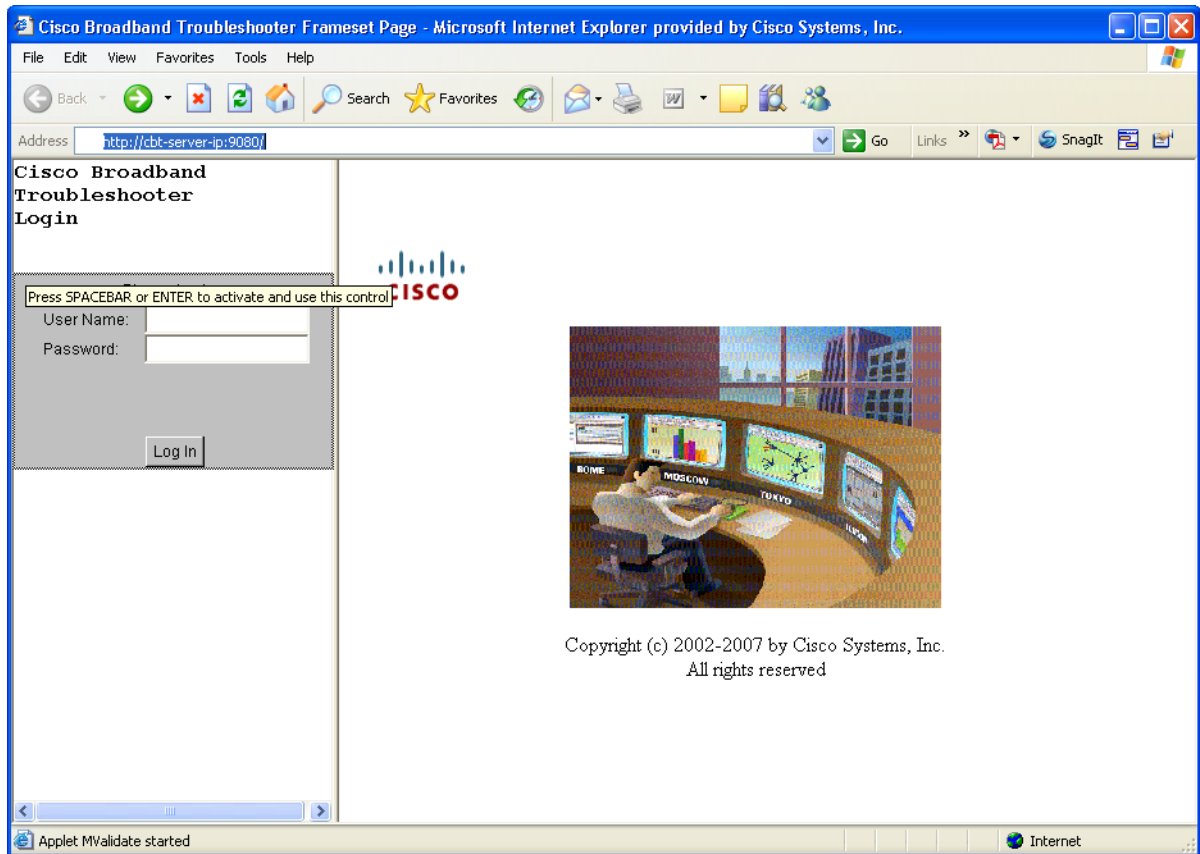 Cisco Broadband Troubleshooter Frameset Page - Microsoft Internet Explorer provided by Cisco Systems, Inc.
File Edit View Favorites Tools Help
Back Search Favorites
Address http://cbt-server-ip:9080/ Go Links » SnagIt
Cisco Broadband
Troubleshooter
Login
CISCO
Press SPACEBAR or ENTER to activate and use this control
User Name:
Password:
Log In
ROME
MOSCOW
TOKYO
Copyright (c) 2002-2007 by Cisco Systems, Inc.
All rights reserved
Applet MValidate started Internet